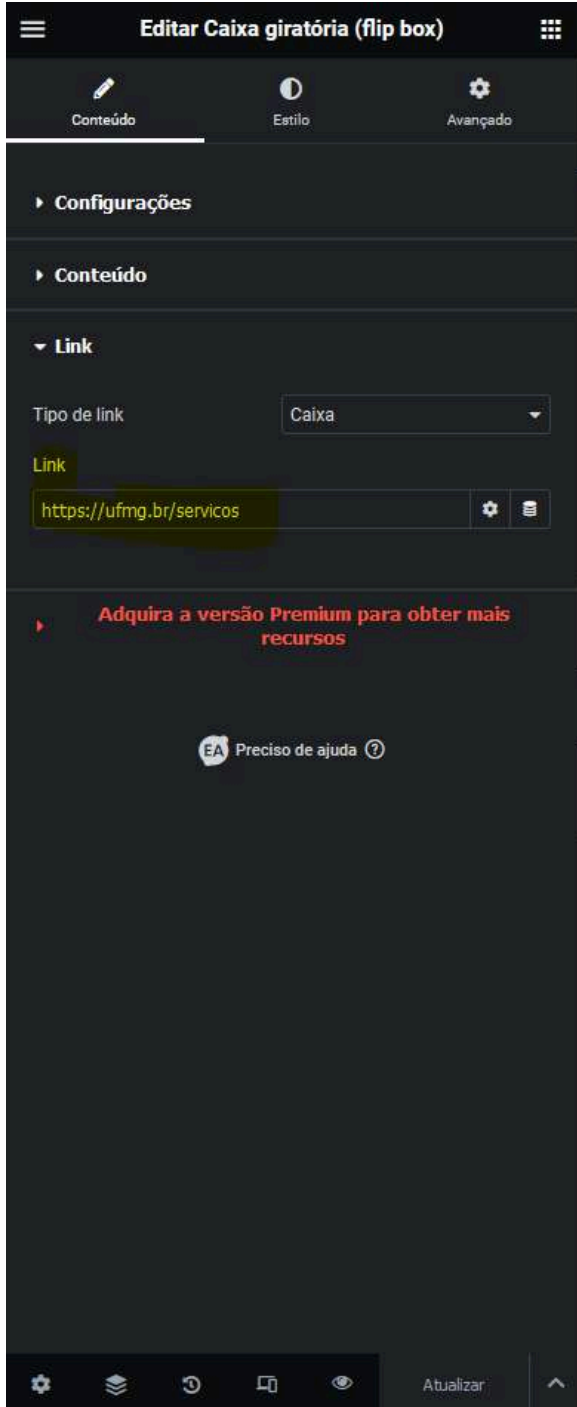 Editar Caixa giratória (flip box)
Conteúdo Estilo Avançado
Configurações
Conteúdo
Link
Tipo de link Caixa
Link
https://ufmg.br/servicos
Adquira a versão Premium para obter mais
recursos
EA Preciso de ajuda
Atualizar